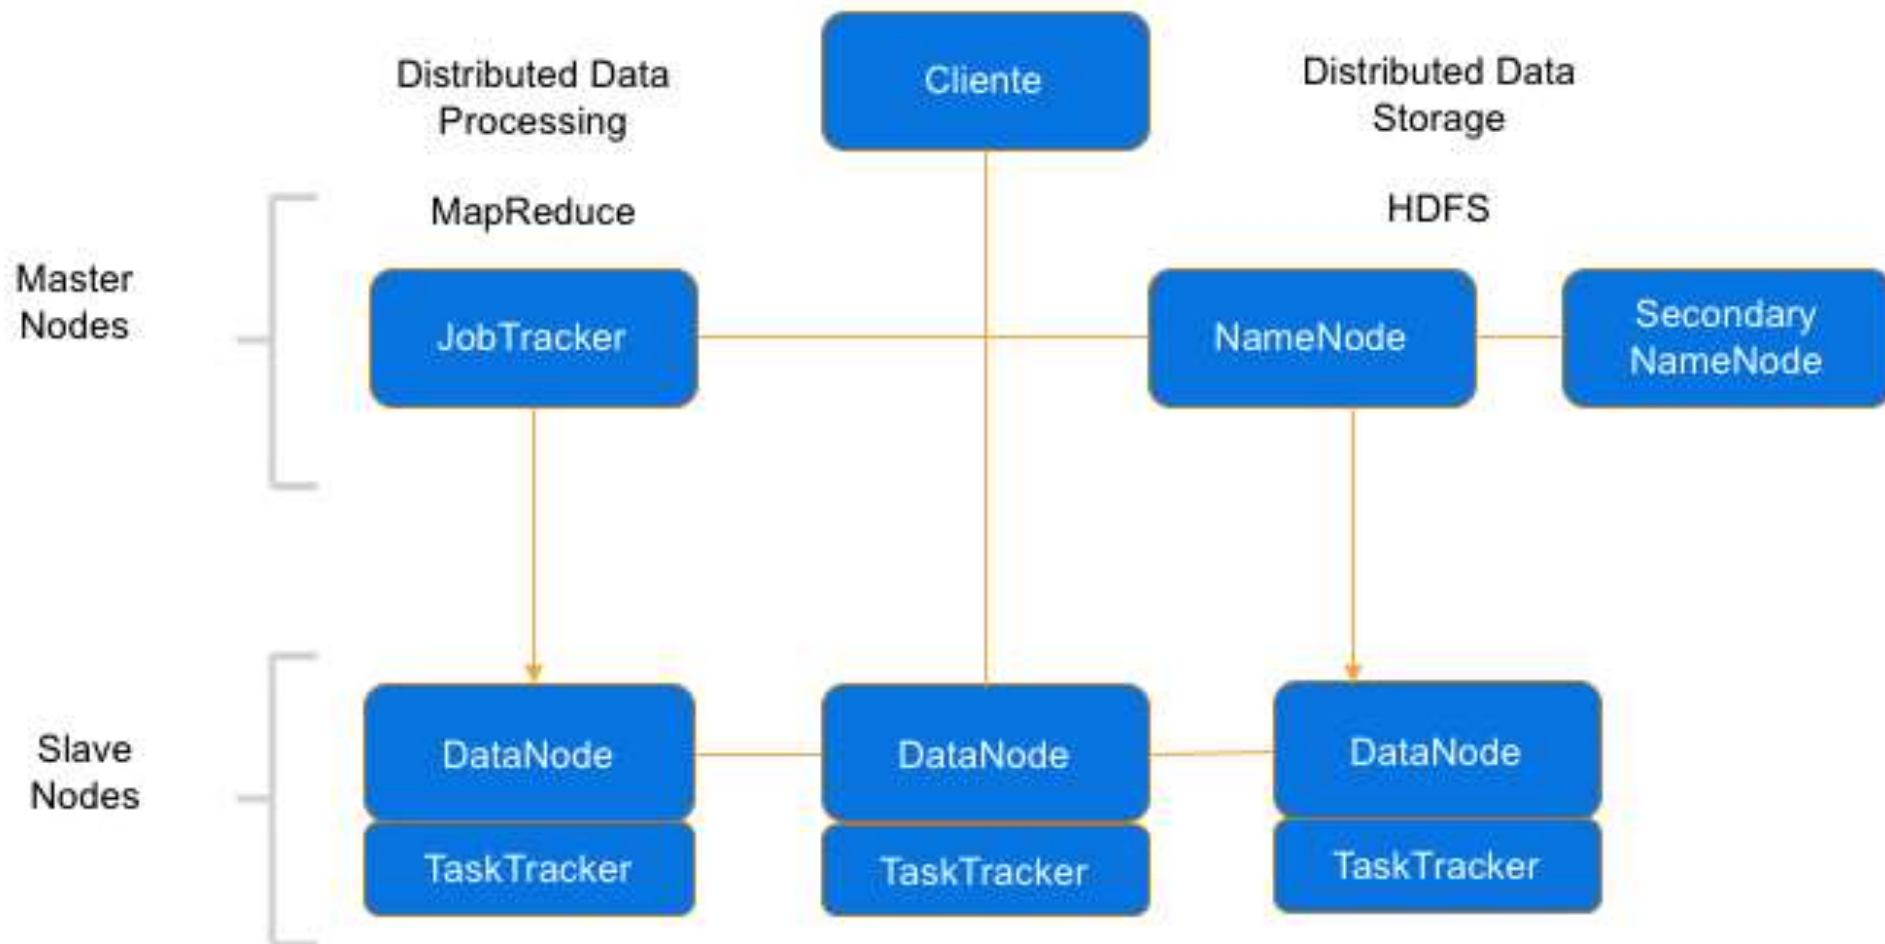 Distributed Data
Processing
Cliente
Distributed Data
Storage
MapReduce
HDFS
Master
Nodes
JobTracker
NameNode
Secondary
NameNode
Slave
Nodes
DataNode
DataNode
DataNode
TaskTracker
TaskTracker
TaskTracker